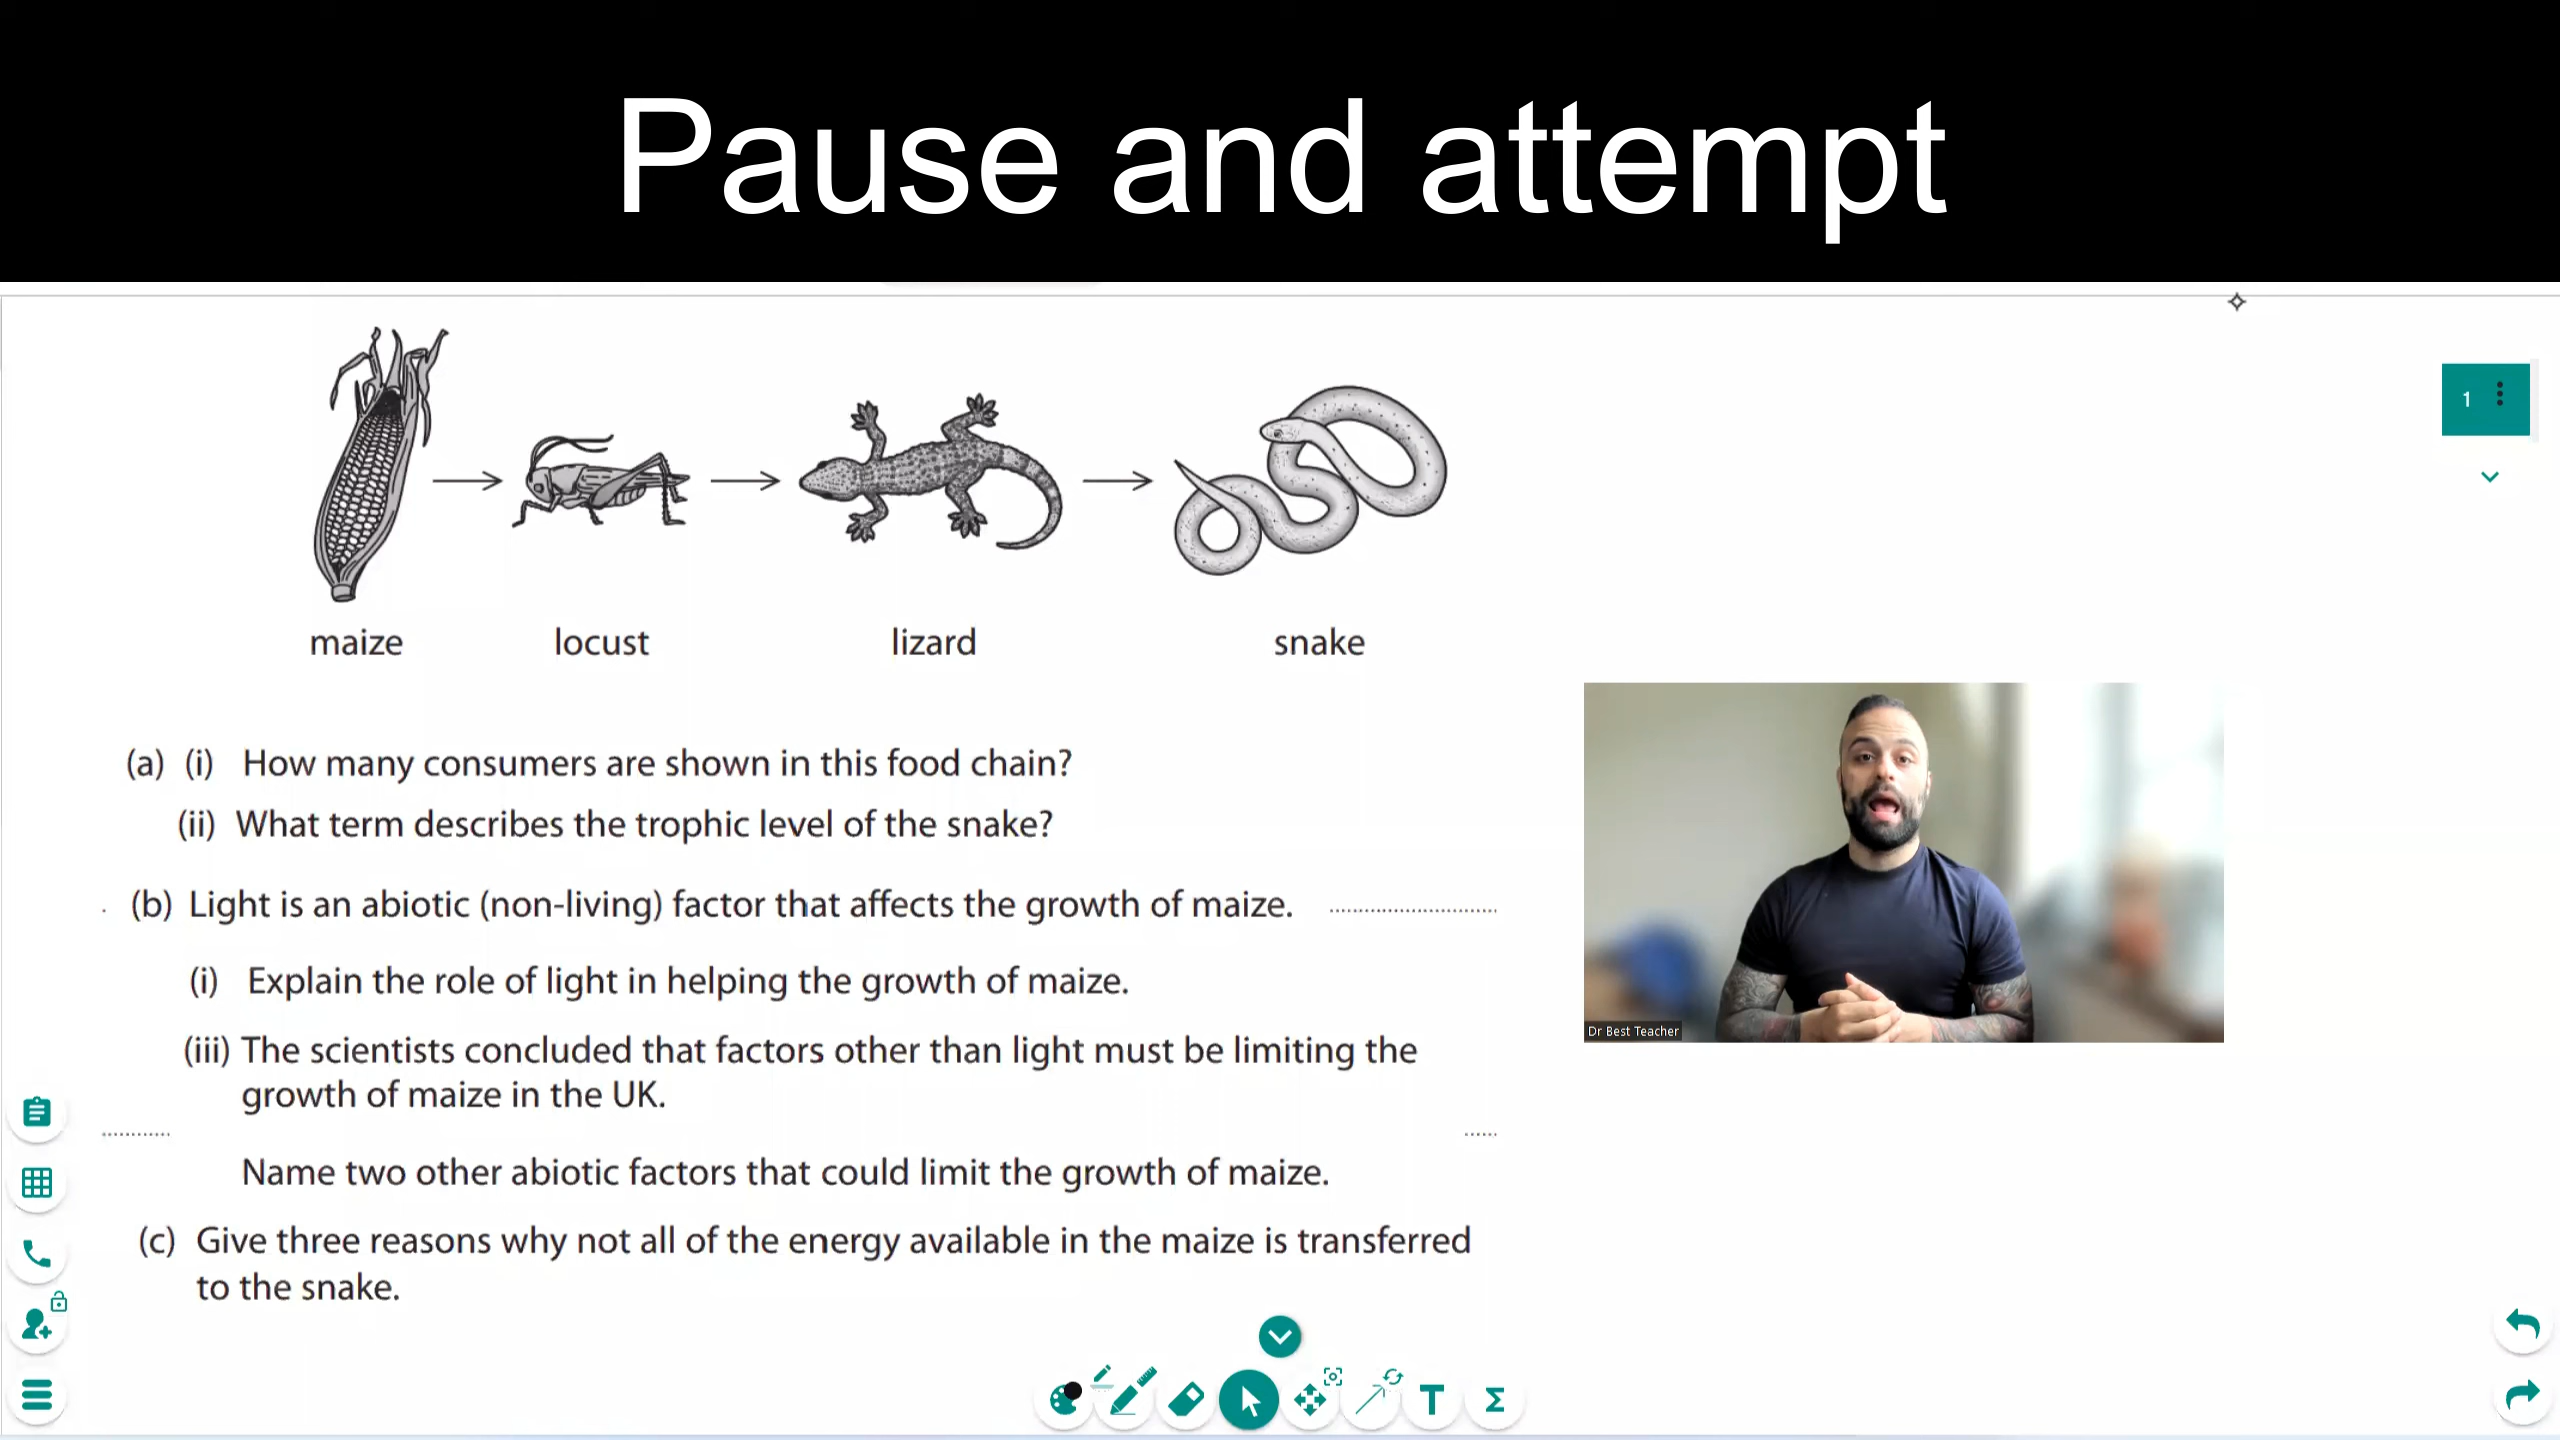 Pause and attempt
1
maize
locust
lizard
snake
(a) (i) How many consumers are shown in this food chain?
(ii) What term describes the trophic level of the snake?
(b) Light is an abiotic (non-living) factor that affects the growth of maize.
(i) Explain the role of light in helping the growth of maize.
(iii) The scientists concluded that factors other than light must be limiting the
growth of maize in the UK.
Name two other abiotic factors that could limit the growth of maize.
(c) Give three reasons why not all of the energy available in the maize is transferred
to the snake.
Dr Best Teacher
T
Σ